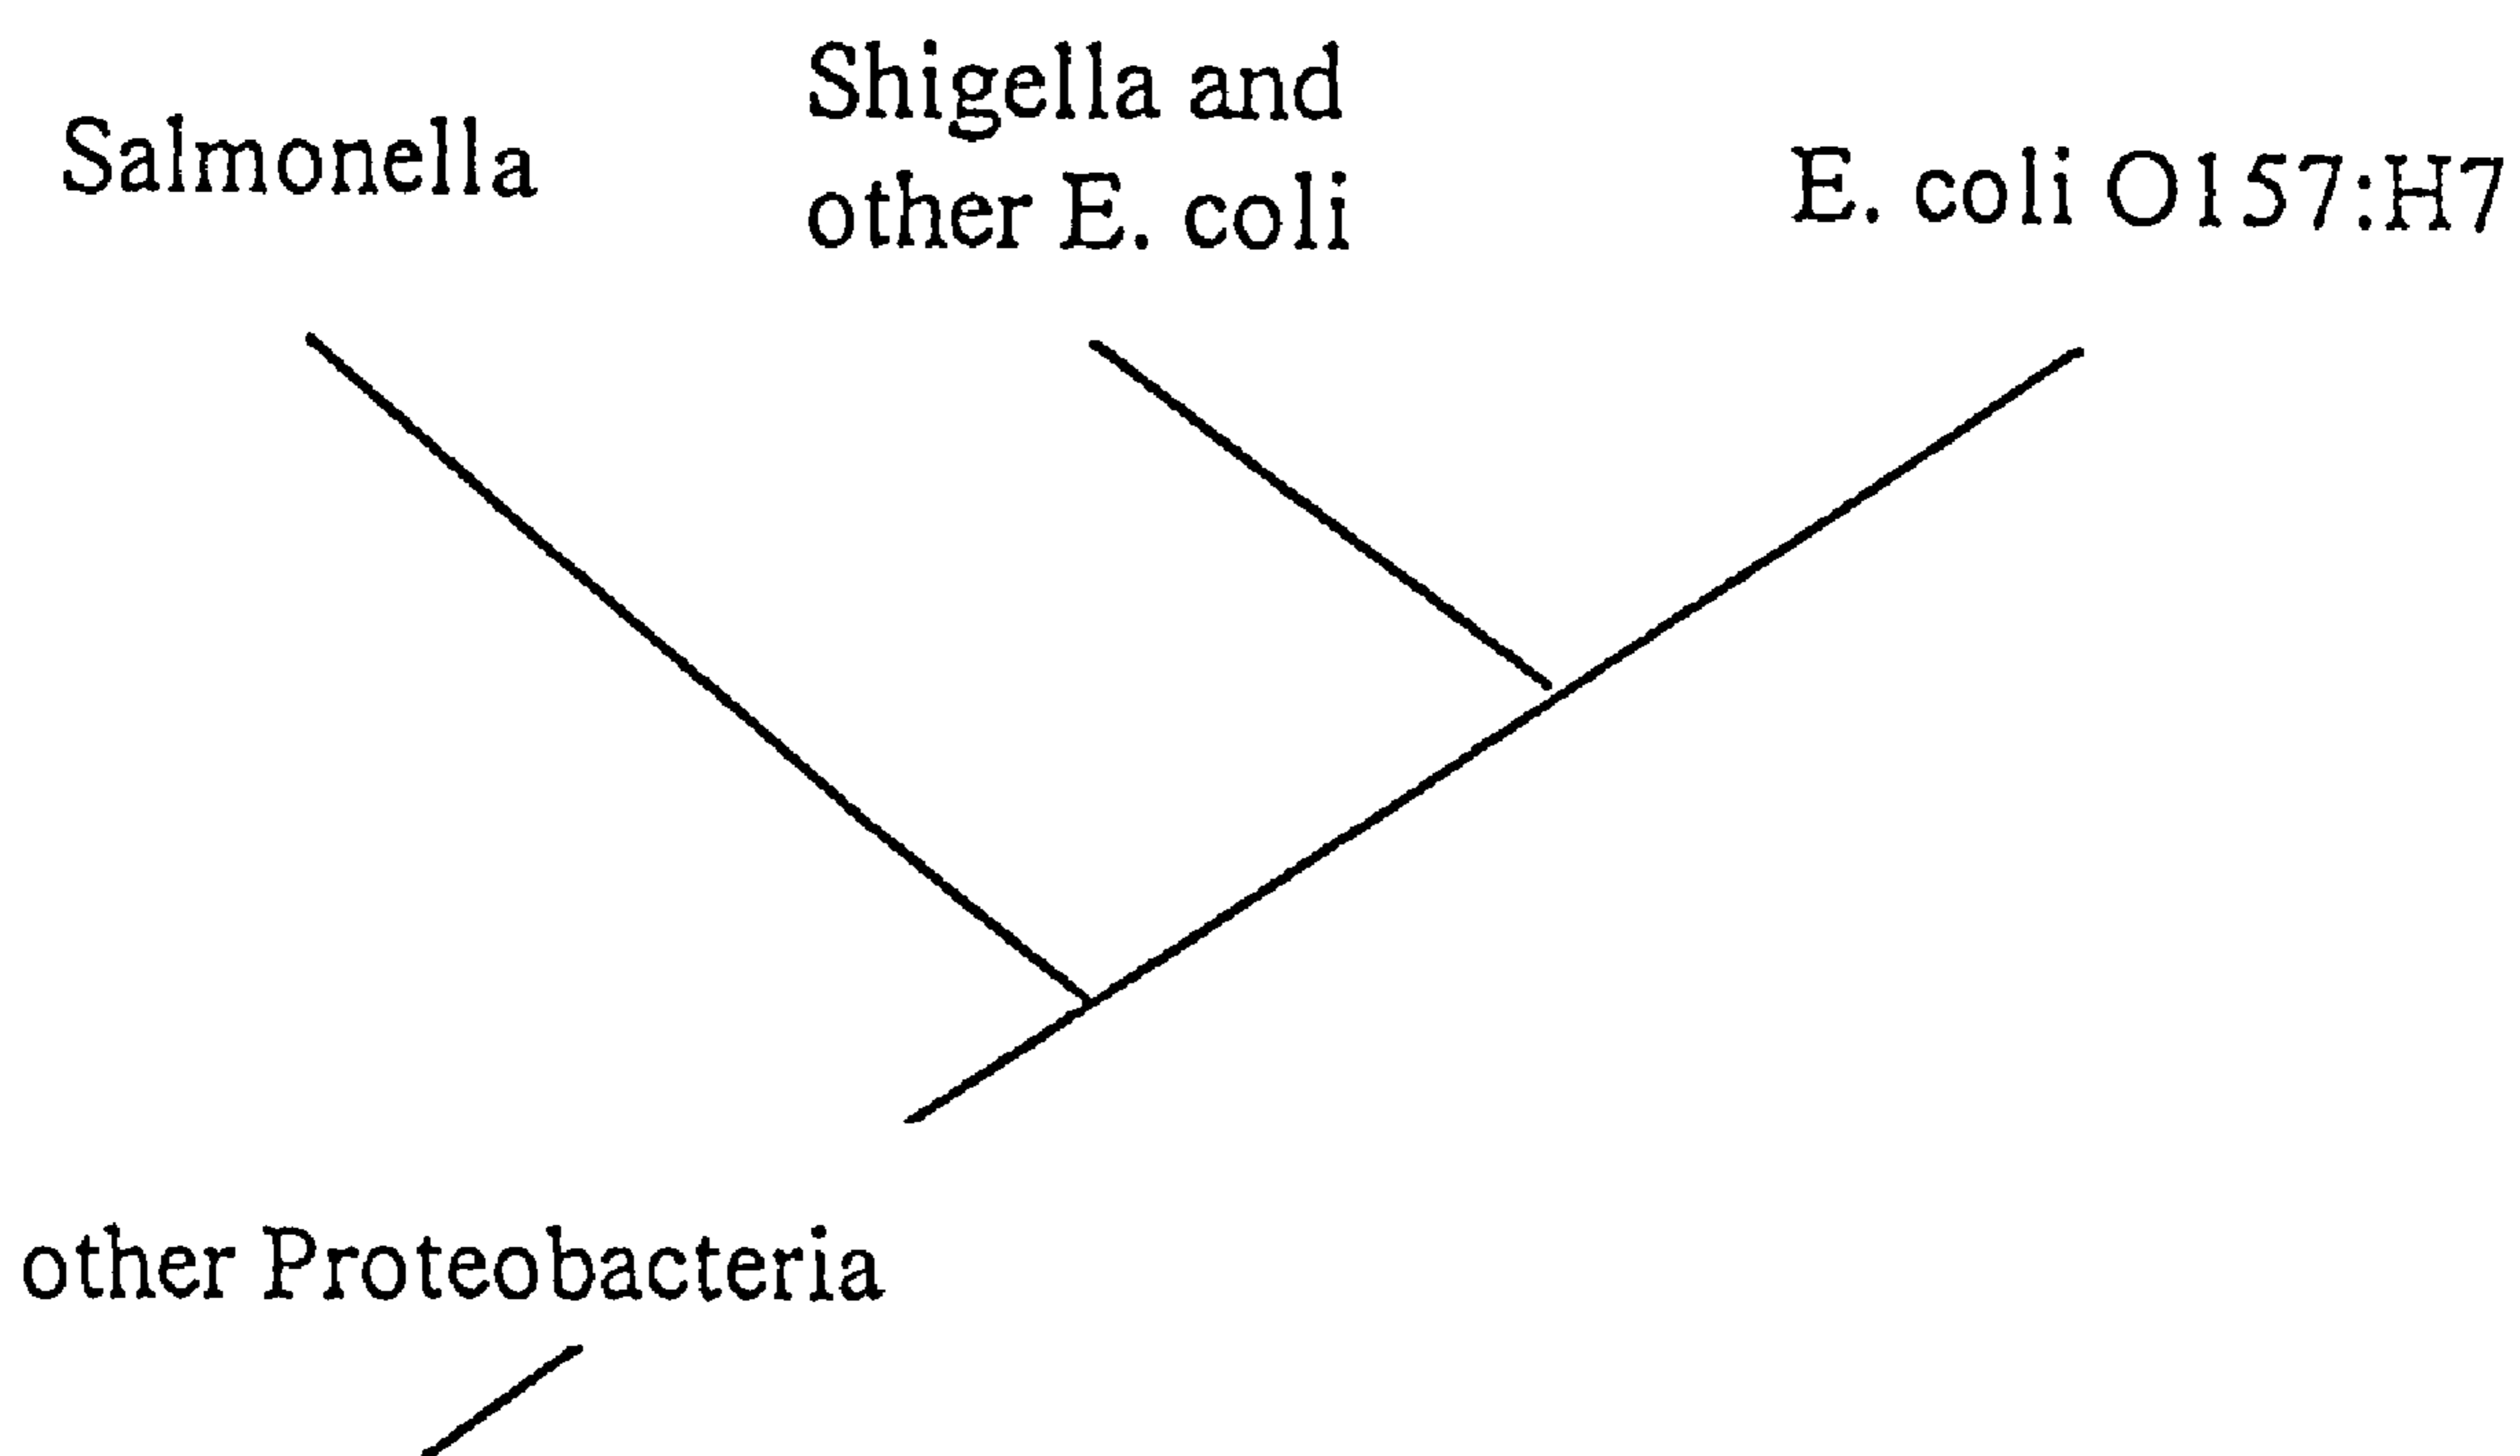 Salmonella
Shigella and
other E. coli
E. coli O157:H7
other Proteobacteria